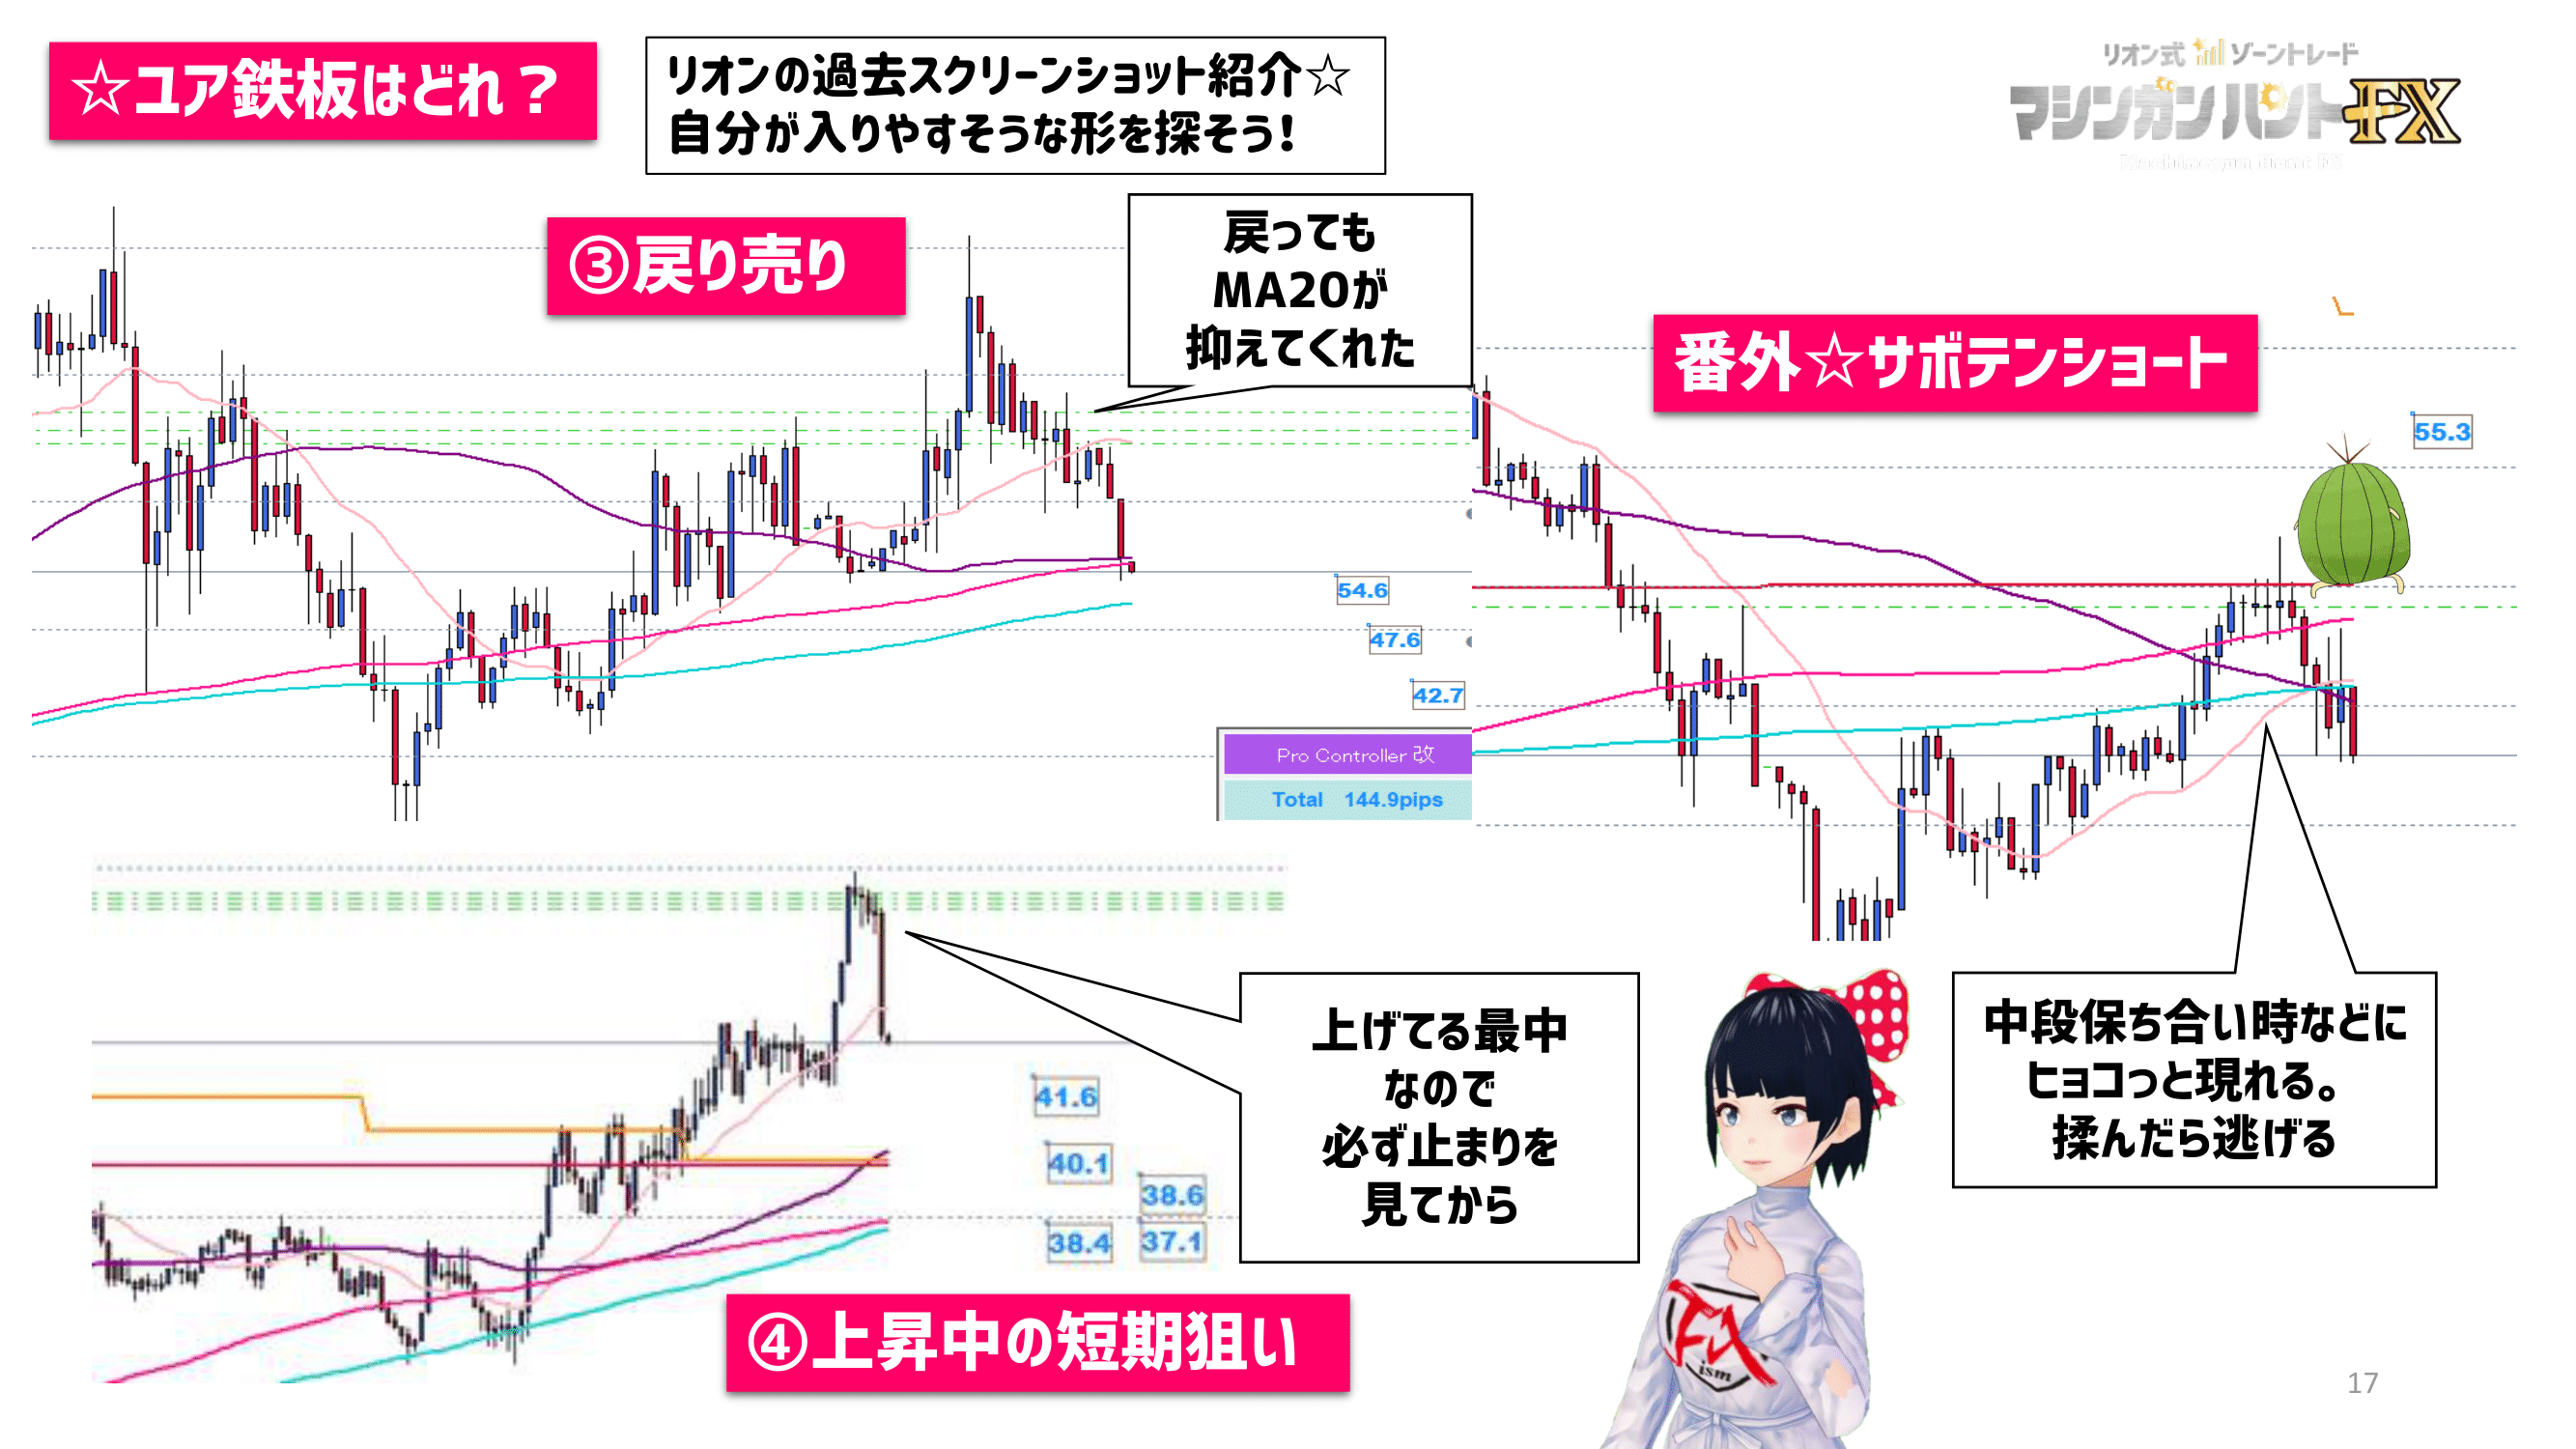 ☆ユア鉄板はどれ？
リオンの過去スクリーンショット紹介☆
自分が入りやすそうな形を探そう！
リオン式 ゾーントレード
マシンガンハントFX
③戻り売り
戻っても
MA20が
抑えてくれた
54.6
47.6
42.7
Pro Controller 改
Total 144.9pips
番外☆サボテンショート
55.3
中段保ち合い時などに
ヒョコっと現れる。
揉んだら逃げる
上げてる最中
なので
必ず止まりを
見てから
41.6
40.1
38.6
38.4
37.1
④上昇中の短期狙い
FX
ism
17